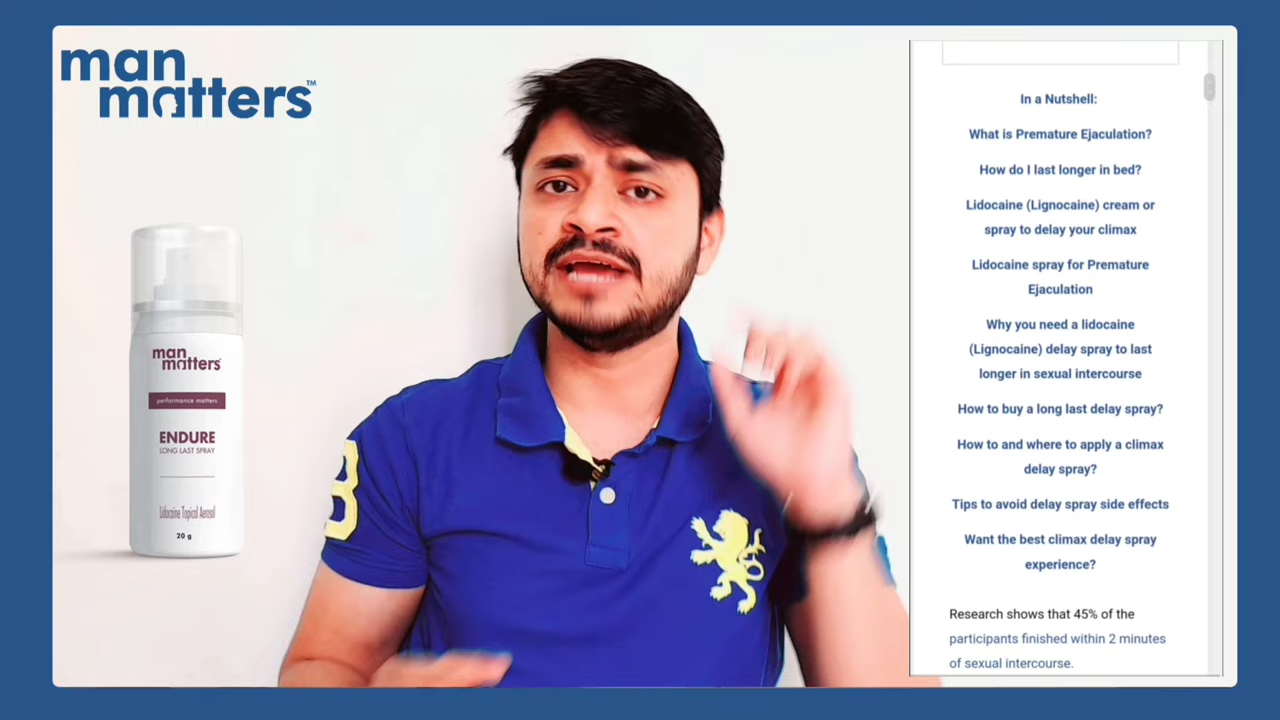 man
matters™
man
matters
performance matters
ENDURE
LONG LAST SPRAY
Lidocaine Topical Aerosol
20 g
8
In a Nutshell:
What is Premature Ejaculation?
How do I last longer in bed?
Lidocaine (Lignocaine) cream or
spray to delay your climax
Lidocaine spray for Premature
Ejaculation
Why you need a lidocaine
(Lignocaine) delay spray to last
longer in sexual intercourse
How to buy a long last delay spray?
How to and where to apply a climax
delay spray?
Tips to avoid delay spray side effects
Want the best climax delay spray
experience?
Research shows that 45% of the
participants finished within 2 minutes
of sexual intercourse.